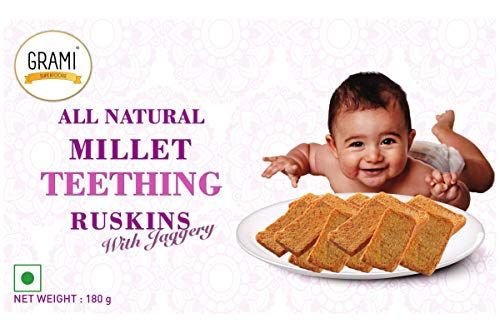 GRAMI
SUPERFOODS
ALL NATURAL
MILLET
TEETHING
RUSKINS
With Jaggery
NET WEIGHT : 180 g